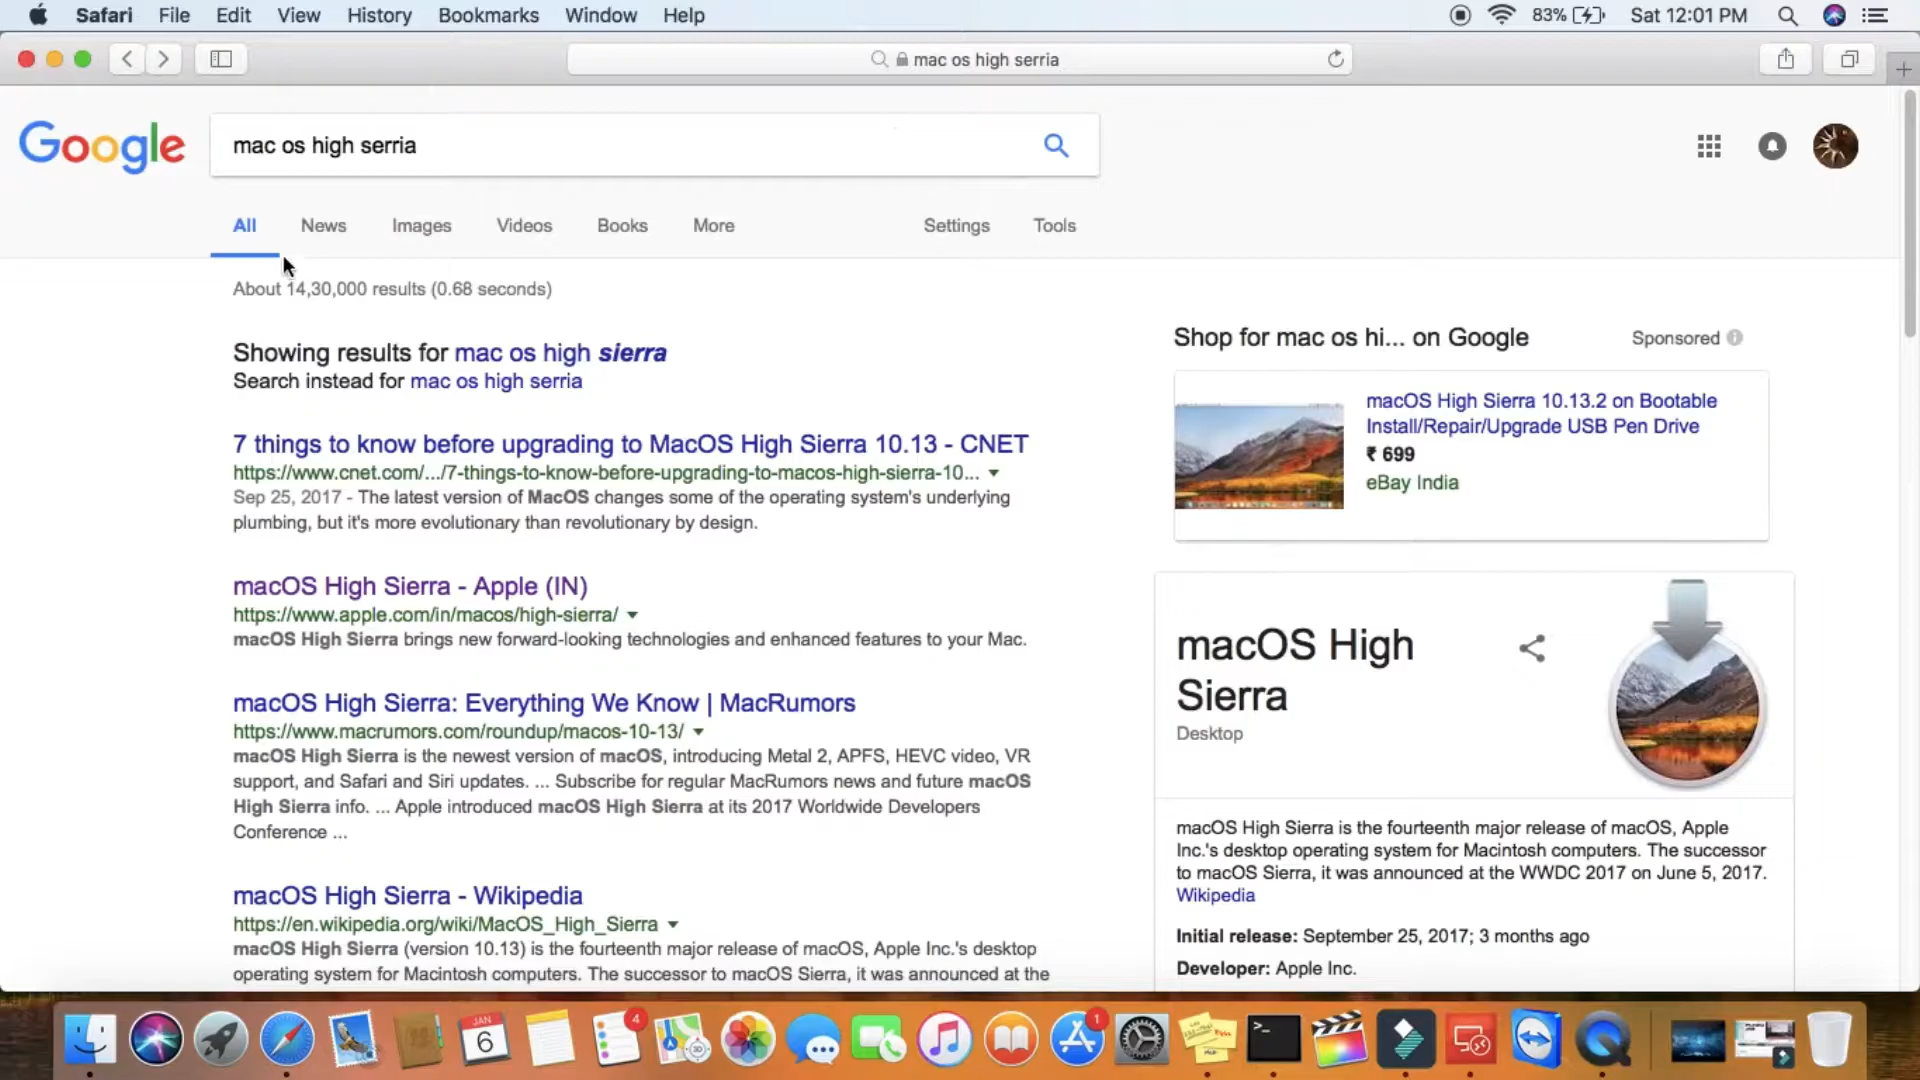 Safari File Edit View History Bookmarks Window Help 83% Sat 12:01 PM
mac os high serria
Google mac os high serria
All News Images Videos Books More Settings Tools
About 14,30,000 results (0.68 seconds)
Showing results for mac os high sierra
Search instead for mac os high serria
7 things to know before upgrading to MacOS High Sierra 10.13 - CNET
https://www.cnet.com/.../7-things-to-know-before-upgrading-to-macos-high-sierra-10...
Sep 25, 2017 - The latest version of MacOS changes some of the operating system's underlying
plumbing, but it's more evolutionary than revolutionary by design.
macOS High Sierra - Apple (IN)
https://www.apple.com/in/macos/high-sierra/
macOS High Sierra brings new forward-looking technologies and enhanced features to your Mac.
macOS High Sierra: Everything We Know | MacRumors
https://www.macrumors.com/roundup/macos-10-13/
macOS High Sierra is the newest version of macOS, introducing Metal 2, APFS, HEVC video, VR
support, and Safari and Siri updates. ... Subscribe for regular MacRumors news and future macOS
High Sierra info. ... Apple introduced macOS High Sierra at its 2017 Worldwide Developers
Conference ...
macOS High Sierra - Wikipedia
https://en.wikipedia.org/wiki/MacOS_High_Sierra
macOS High Sierra (version 10.13) is the fourteenth major release of macOS, Apple Inc.'s desktop
operating system for Macintosh computers. The successor to macOS Sierra, it was announced at the
Shop for mac os hi... on Google Sponsored
macOS High Sierra 10.13.2 on Bootable
Install/Repair/Upgrade USB Pen Drive
₹ 699
eBay India
macOS High
Sierra
Desktop
macOS High Sierra is the fourteenth major release of macOS, Apple
Inc.'s desktop operating system for Macintosh computers. The successor
to macOS Sierra, it was announced at the WWDC 2017 on June 5, 2017.
Wikipedia
Initial release: September 25, 2017; 3 months ago
Developer: Apple Inc.
JAN
6
4
1